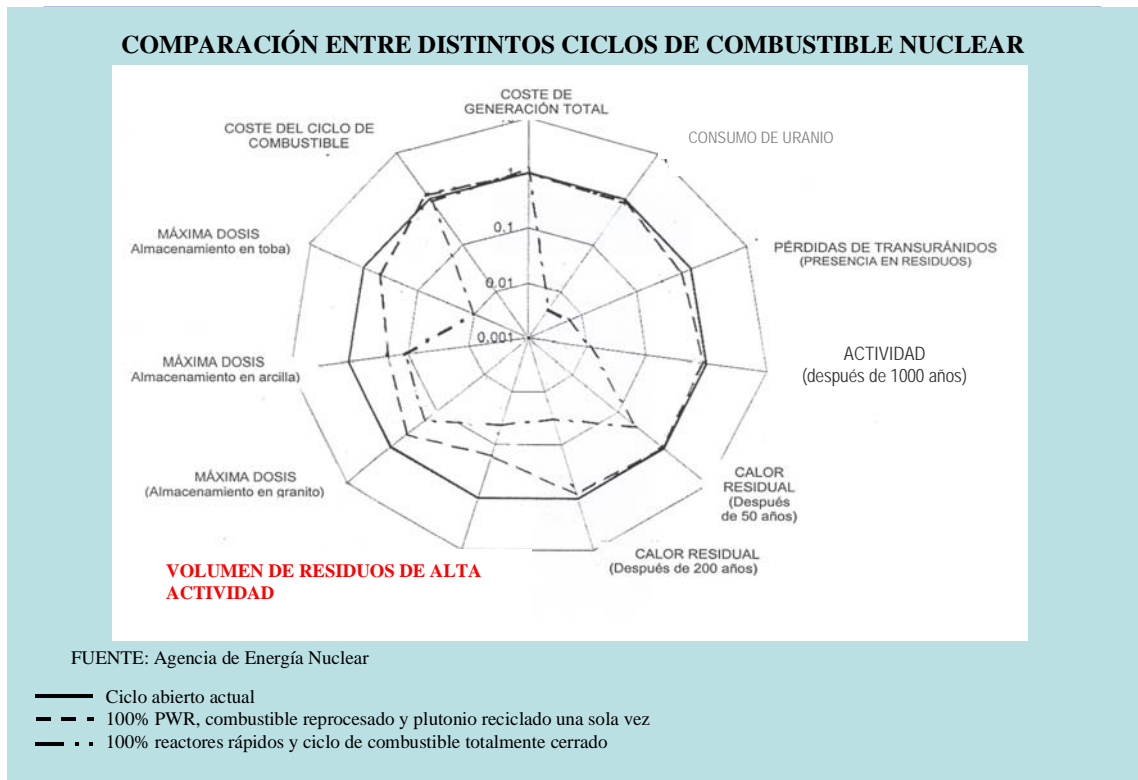 COMPARACIÓN ENTRE DISTINTOS CICLOS DE COMBUSTIBLE NUCLEAR
COSTE DE
GENERACIÓN TOTAL
COSTE DEL CICLO DE
COMBUSTIBLE
CONSUMO DE URANIO
1
MÁXIMA DOSIS
Almacenamiento en toba)
0,1
PÉRDIDAS DE TRANSURÁNIDOS
(PRESENCIA EN RESIDUOS)
0,01
0,001
MÁXIMA DOSIS
Almacenamiento en arcilla)
ACTIVIDAD
(después de 1000 años)
MÁXIMA DOSIS
(Almacenamiento en granito)
CALOR
RESIDUAL
(Después
de 50 años)
CALOR RESIDUAL
(Después de 200 años)
VOLUMEN DE RESIDUOS DE ALTA
ACTIVIDAD
FUENTE: Agencia de Energía Nuclear
Ciclo abierto actual
100% PWR, combustible reprocesado y plutonio reciclado una sola vez
100% reactores rápidos y ciclo de combustible totalmente cerrado